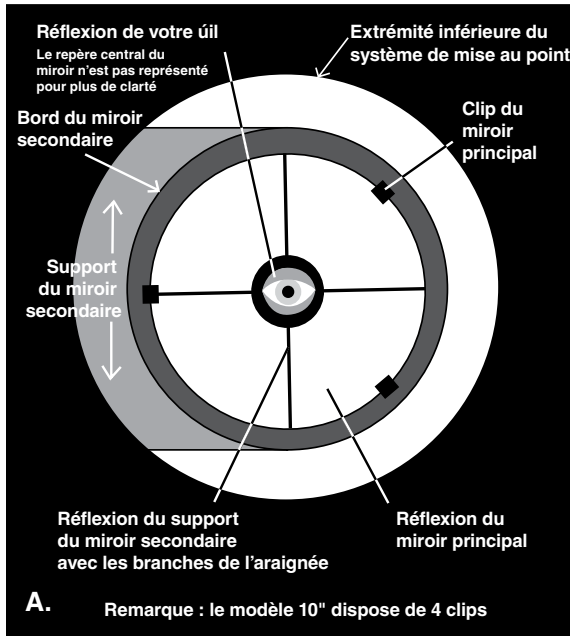 Réflexion de votre úil
Le repère central du
miroir n'est pas représenté
pour plus de clarté
Extrémité inférieure du
système de mise au point
Bord du miroir
secondaire
Clip du
miroir
principal
Support
du miroir
secondaire
Réflexion du support
du miroir secondaire
avec les branches de l'araignée
Réflexion du
miroir principal
A.
Remarque : le modèle 10" dispose de 4 clips